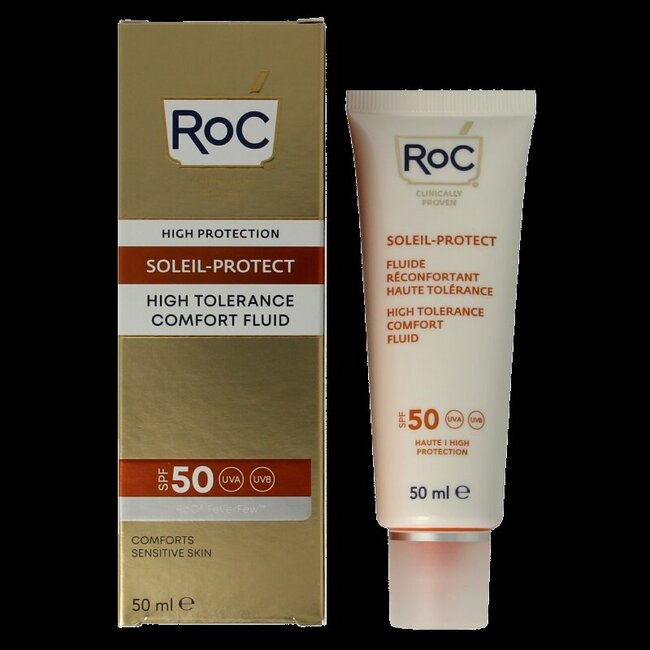 RoC
HIGH PROTECTION
SOLEIL-PROTECT
HIGH TOLERANCE
COMFORT FLUID
SPF 50 UVA UVB
RoC® FeverFew™
COMFORTS
SENSITIVE SKIN
50 ml ℮
RoC®
CLINICALLY
PROVEN
SOLEIL-PROTECT
FLUIDE
RÉCONFORTANT
HAUTE TOLÉRANCE
HIGH TOLERANCE
COMFORT
FLUID
SPF 50 UVA UVB
HAUTE | HIGH
PROTECTION
50 ml ℮